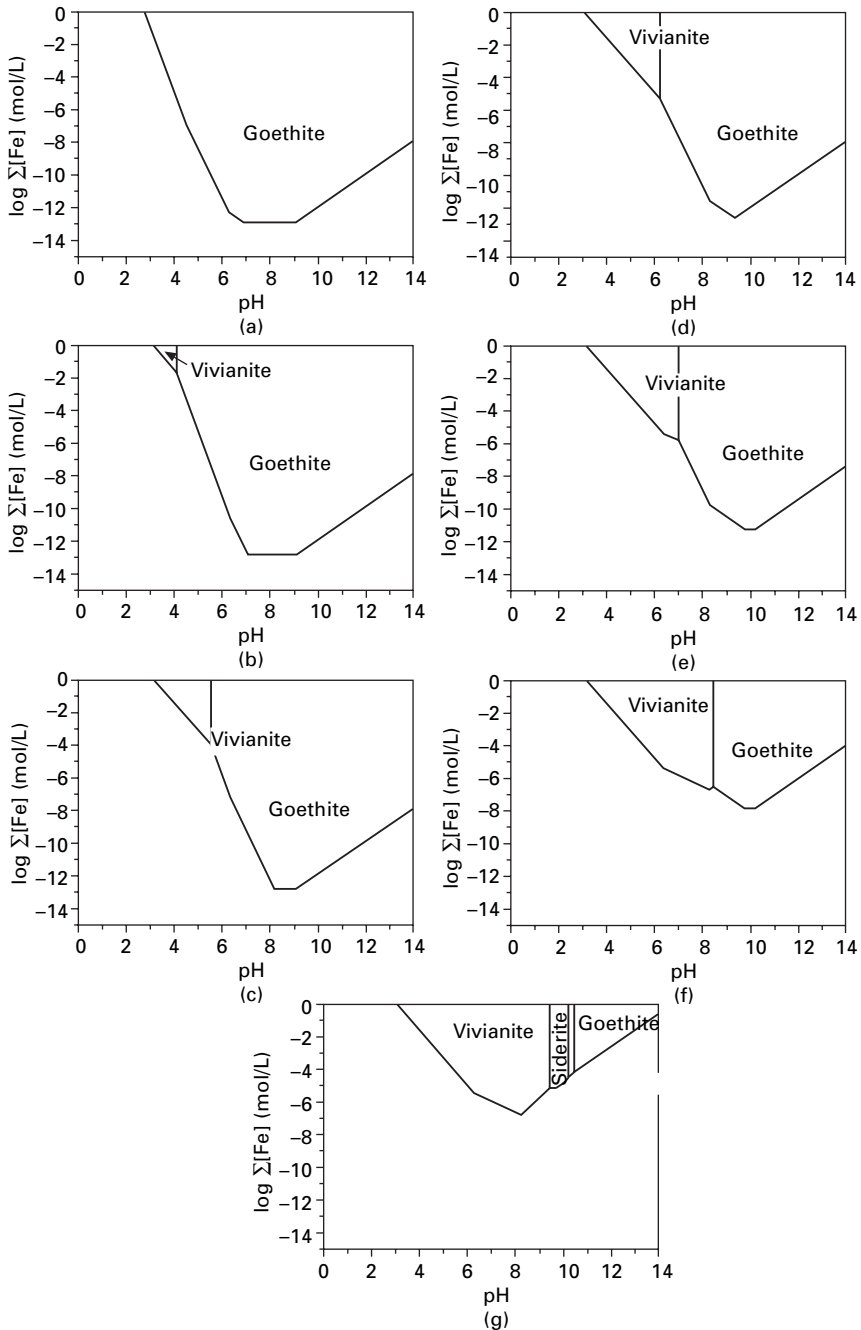 0
−2
−4
−6
−8
−10
−12
−14
log Σ[Fe] (mol/L)
Goethite
0 2 4 6 8 10 12 14
pH
(a)
0
−2
−4
−6
−8
−10
−12
−14
log Σ[Fe] (mol/L)
Vivianite
Goethite
0 2 4 6 8 10 12 14
pH
(d)
0
−2
−4
−6
−8
−10
−12
−14
log Σ[Fe] (mol/L)
Vivianite
Goethite
0 2 4 6 8 10 12 14
pH
(b)
0
−2
−4
−6
−8
−10
−12
−14
log Σ[Fe] (mol/L)
Vivianite
Goethite
0 2 4 6 8 10 12 14
pH
(e)
0
−2
−4
−6
−8
−10
−12
−14
log Σ[Fe] (mol/L)
Vivianite
Goethite
0 2 4 6 8 10 12 14
pH
(c)
0
−2
−4
−6
−8
−10
−12
−14
log Σ[Fe] (mol/L)
Vivianite
Goethite
0 2 4 6 8 10 12 14
pH
(f)
0
−2
−4
−6
−8
−10
−12
−14
log Σ[Fe] (mol/L)
Vivianite
Siderite
Goethite
0 2 4 6 8 10 12 14
pH
(g)